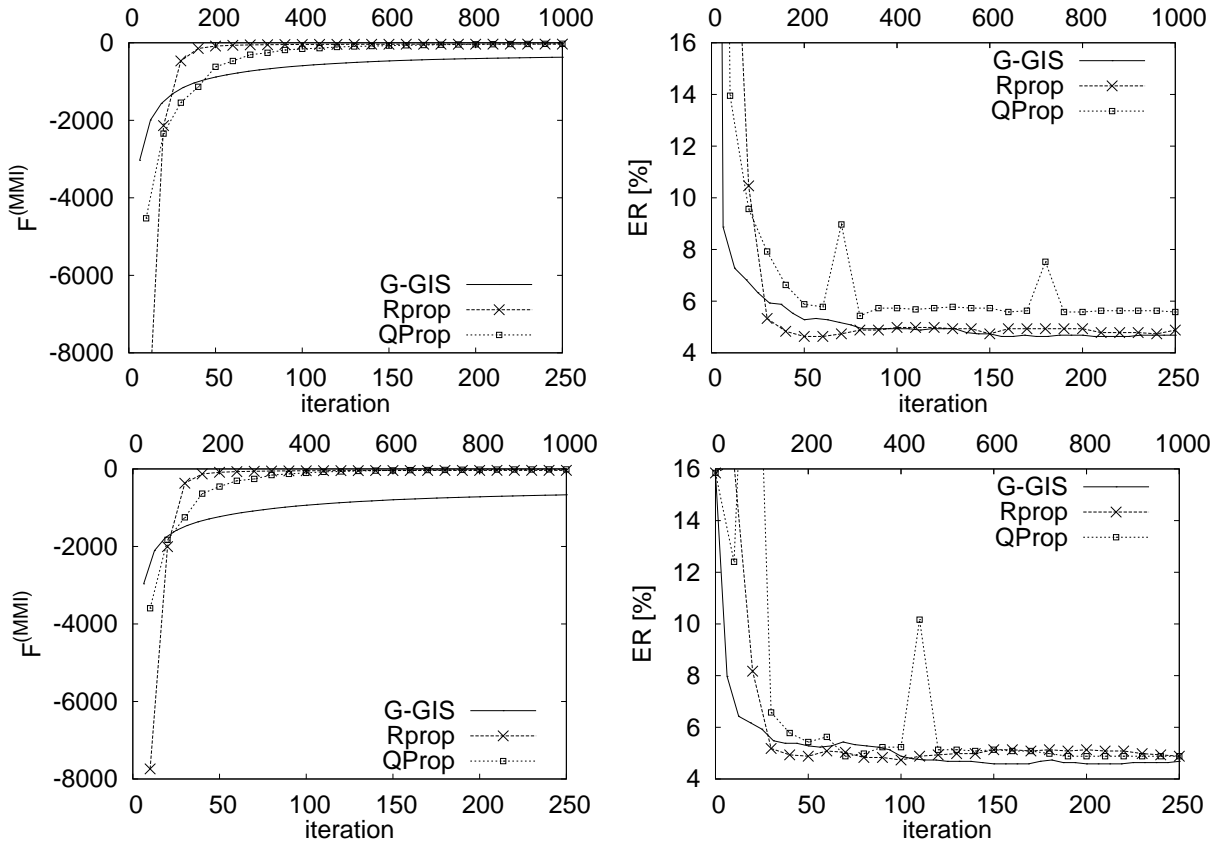 0 200 400 600 800 1000
0
-2000
-4000
-6000
-8000
F(MMI)
G-GIS
Rprop
QProp
50 100 150 200 250
iteration
0 200 400 600 800 1000
16
14
12
10
8
6
4
ER [%]
G-GIS
Rprop
QProp
0 50 100 150 200 250
iteration
0 200 400 600 800 1000
0
-2000
-4000
-6000
-8000
F(MMI)
G-GIS
Rprop
QProp
0 50 100 150 200 250
iteration
0 200 400 600 800 1000
16
14
12
10
8
6
4
ER [%]
G-GIS
Rprop
QProp
0 50 100 150 200 250
iteration